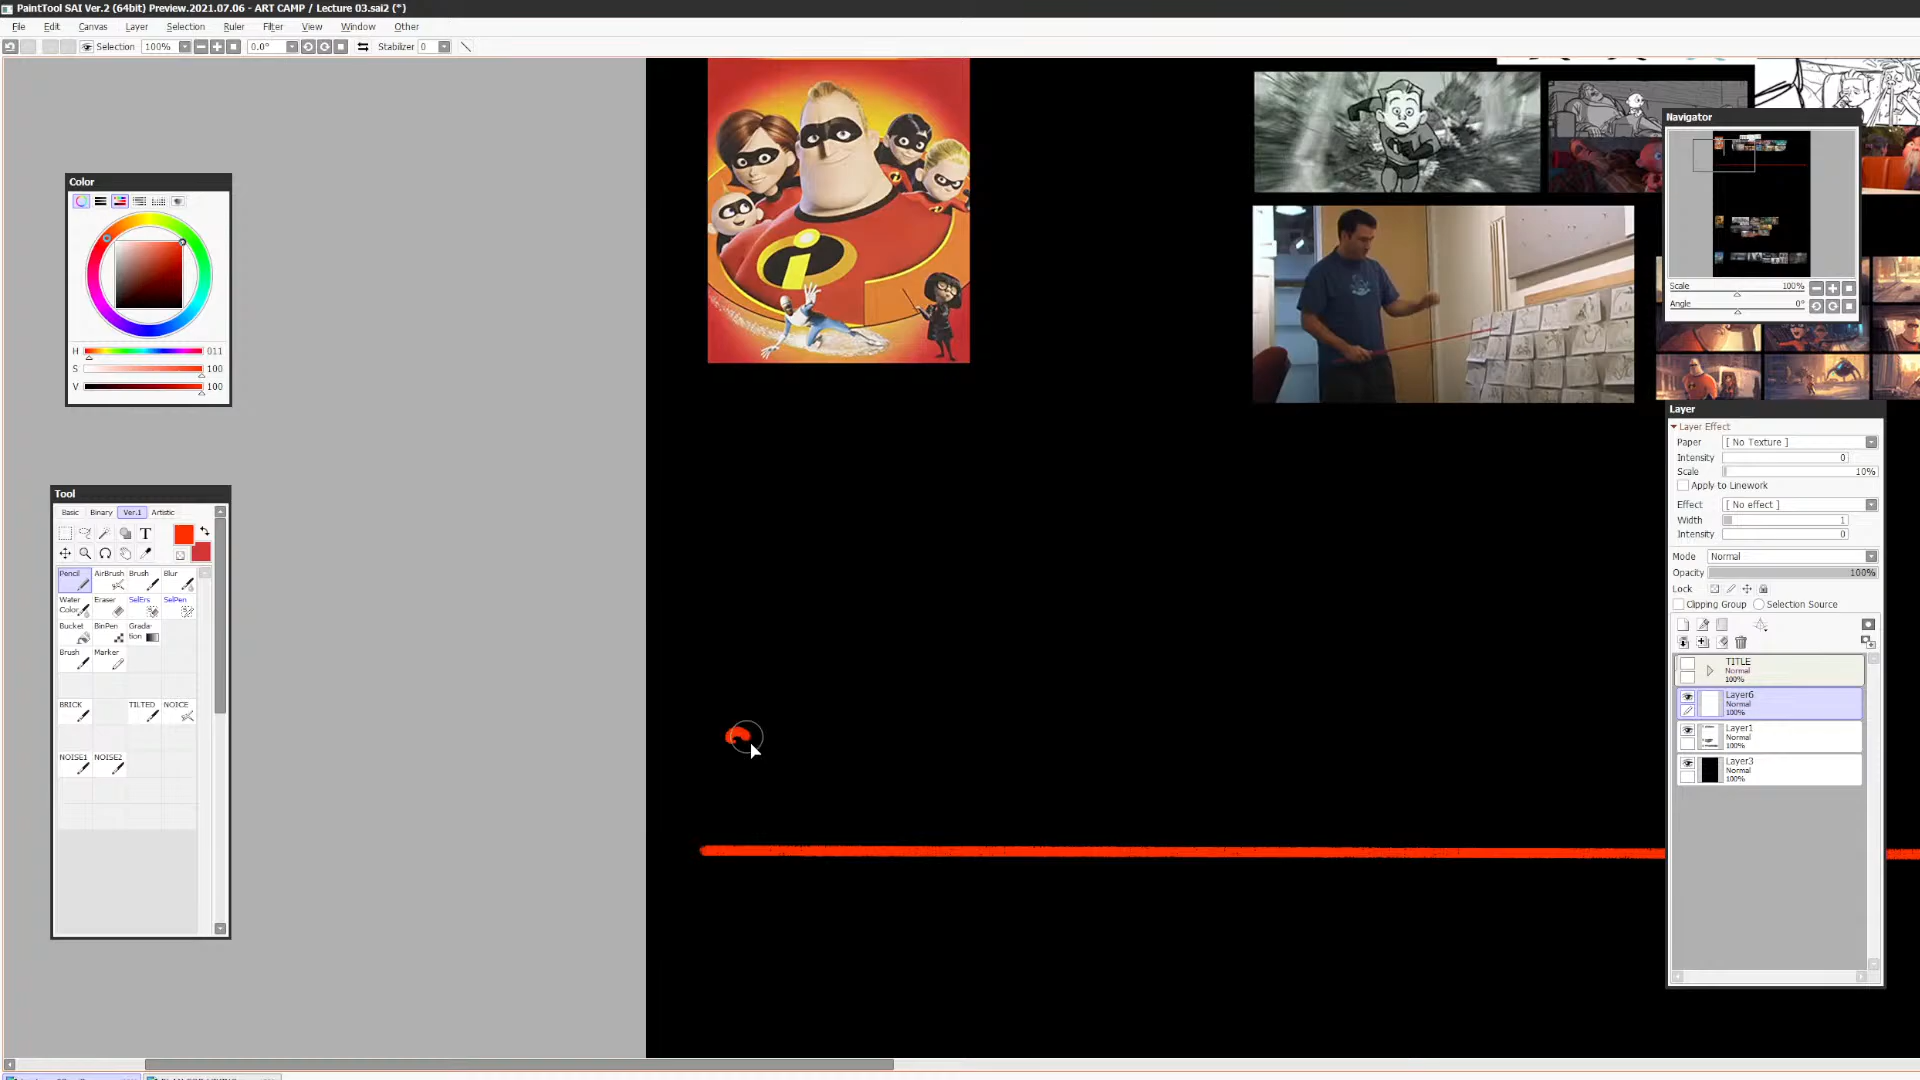 PaintTool SAI Ver.2 (64bit) Preview.2021.07.06 - ART CAMP / Lecture 03.sai2 (*)
File Edit Canvas Layer Selection Ruler Filter View Window Other
Selection 100% 0.0° Stabilizer 0
Color
H 011
S 100
V 100
Tool
Basic Binary Ver.1 Artistic
T
Pencil AirBrush Brush Blur
Water Color Eraser SelErs SelPen
Bucket BinPen Grada-tion
Brush Marker
BRICK TILTED NOICE
NOISE1 NOISE2
Navigator
Scale 100%
Angle 0°
Layer
Layer Effect
Paper [ No Texture ]
Intensity 0
Scale 10%
Apply to Linework
Effect [ No effect ]
Width 1
Intensity 0
Mode Normal
Opacity 100%
Lock
Clipping Group Selection Source
TITLE
Normal
100%
Layer6
Normal
100%
Layer1
Normal
100%
Layer3
Normal
100%